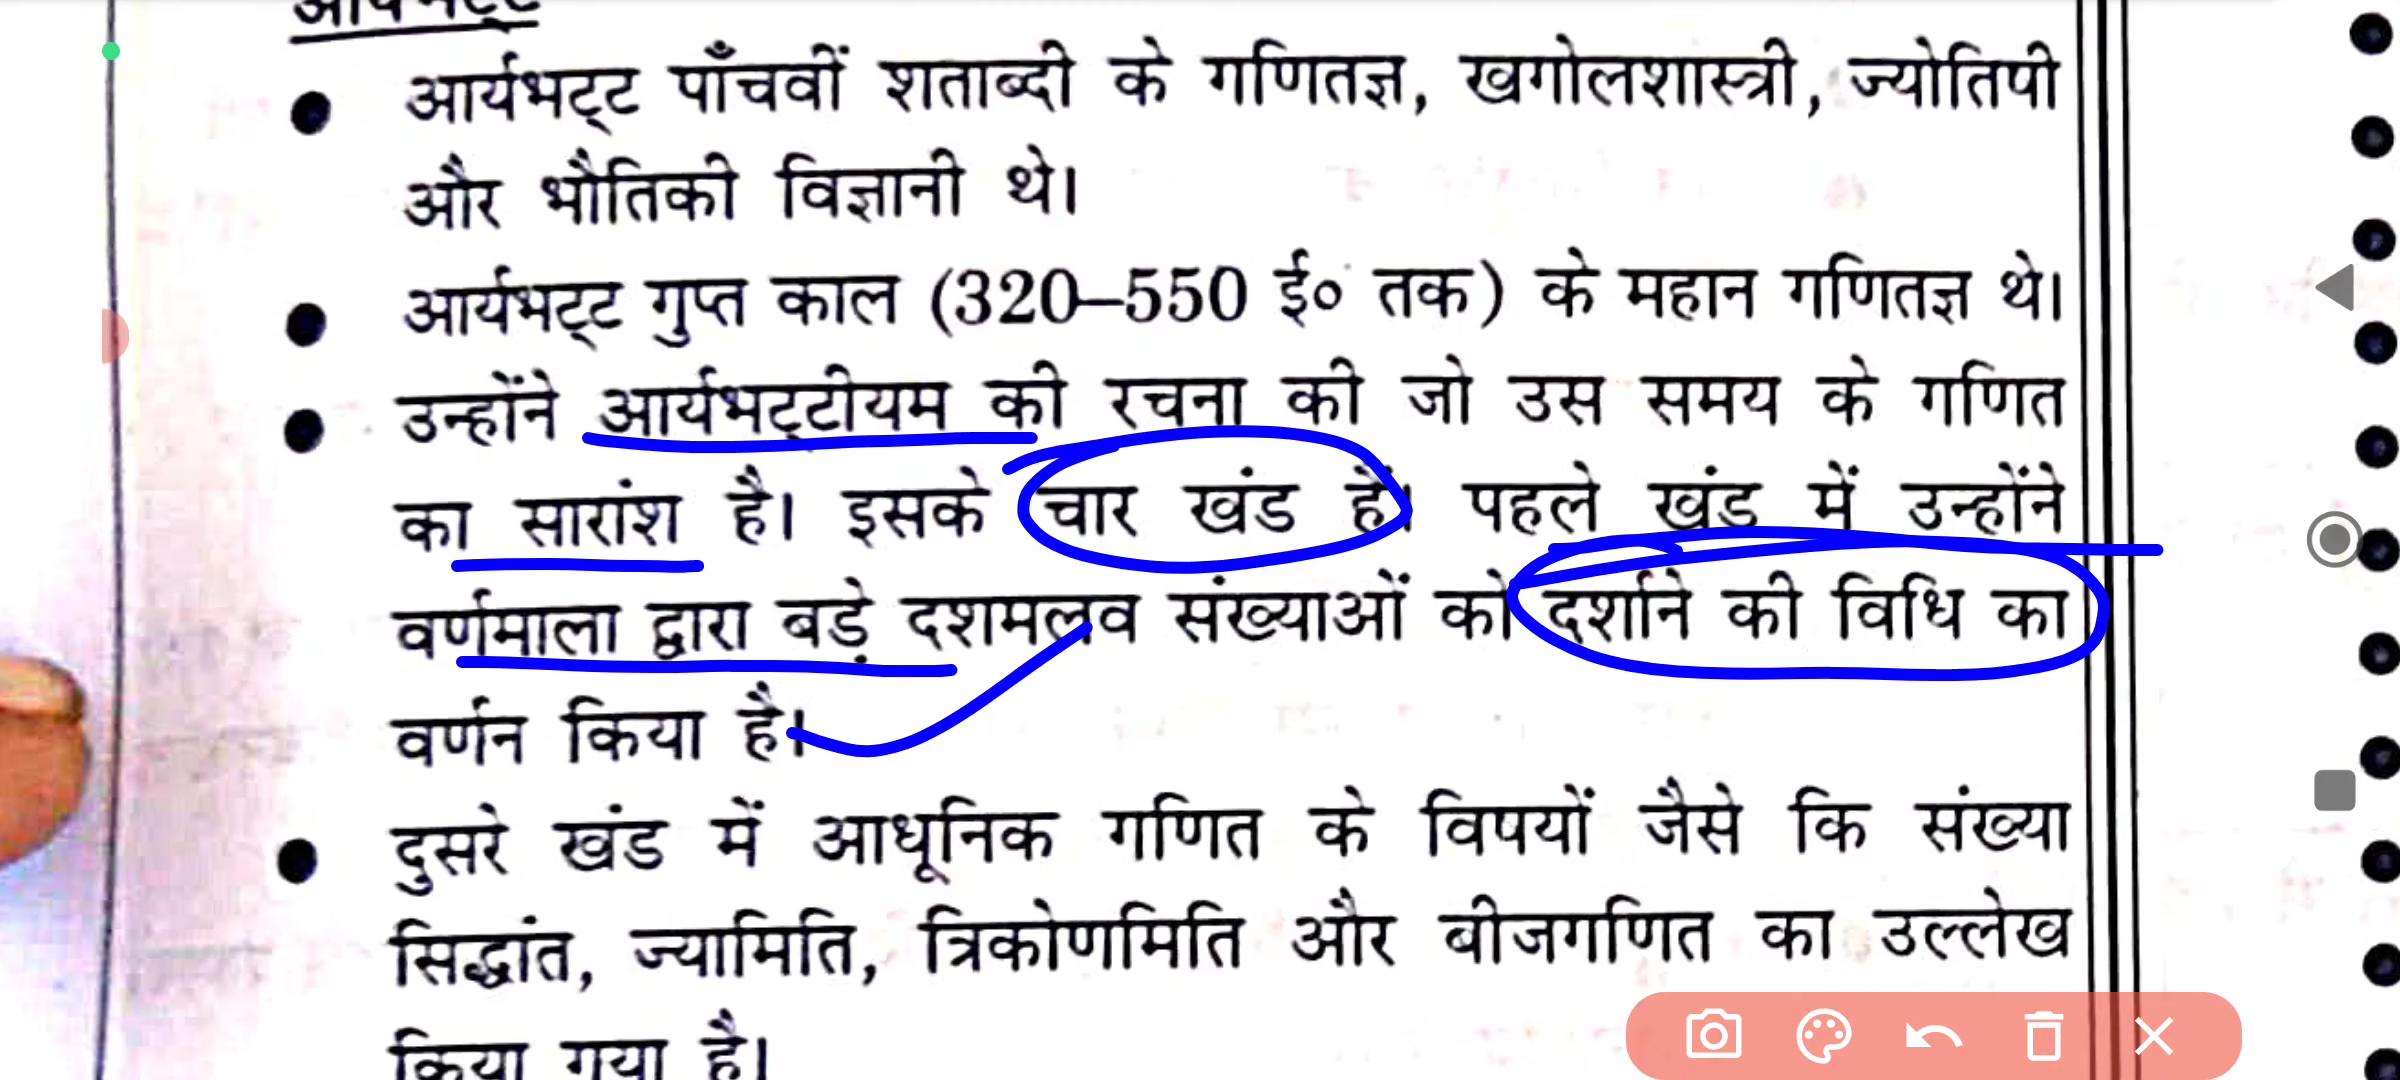 आर्यभट्ट
आर्यभट्ट पाँचवीं शताब्दी के गणितज्ञ, खगोलशास्त्री, ज्योतिषी
और भौतिकी विज्ञानी थे।
आर्यभट्ट गुप्त काल (320–550 ई० तक) के महान गणितज्ञ थे।
उन्होंने आर्यभट्टीयम की रचना की जो उस समय के गणित
का सारांश है। इसके चार खंड हैं। पहले खंड में उन्होंने
वर्णमाला द्वारा बड़े दशमलव संख्याओं को दर्शाने की विधि का
वर्णन किया है।
दुसरे खंड में आधूनिक गणित के विषयों जैसे कि संख्या
सिद्धांत, ज्यामिति, त्रिकोणमिति और बीजगणित का उल्लेख
किया गया है।